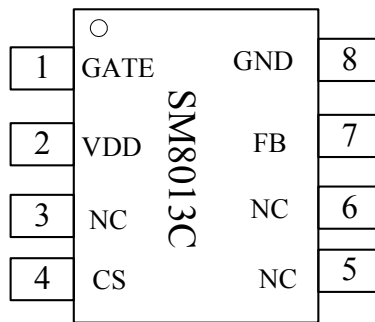 1 GATE GND 8
2 VDD FB 7
3 NC NC 6
4 CS NC 5
SM8013C